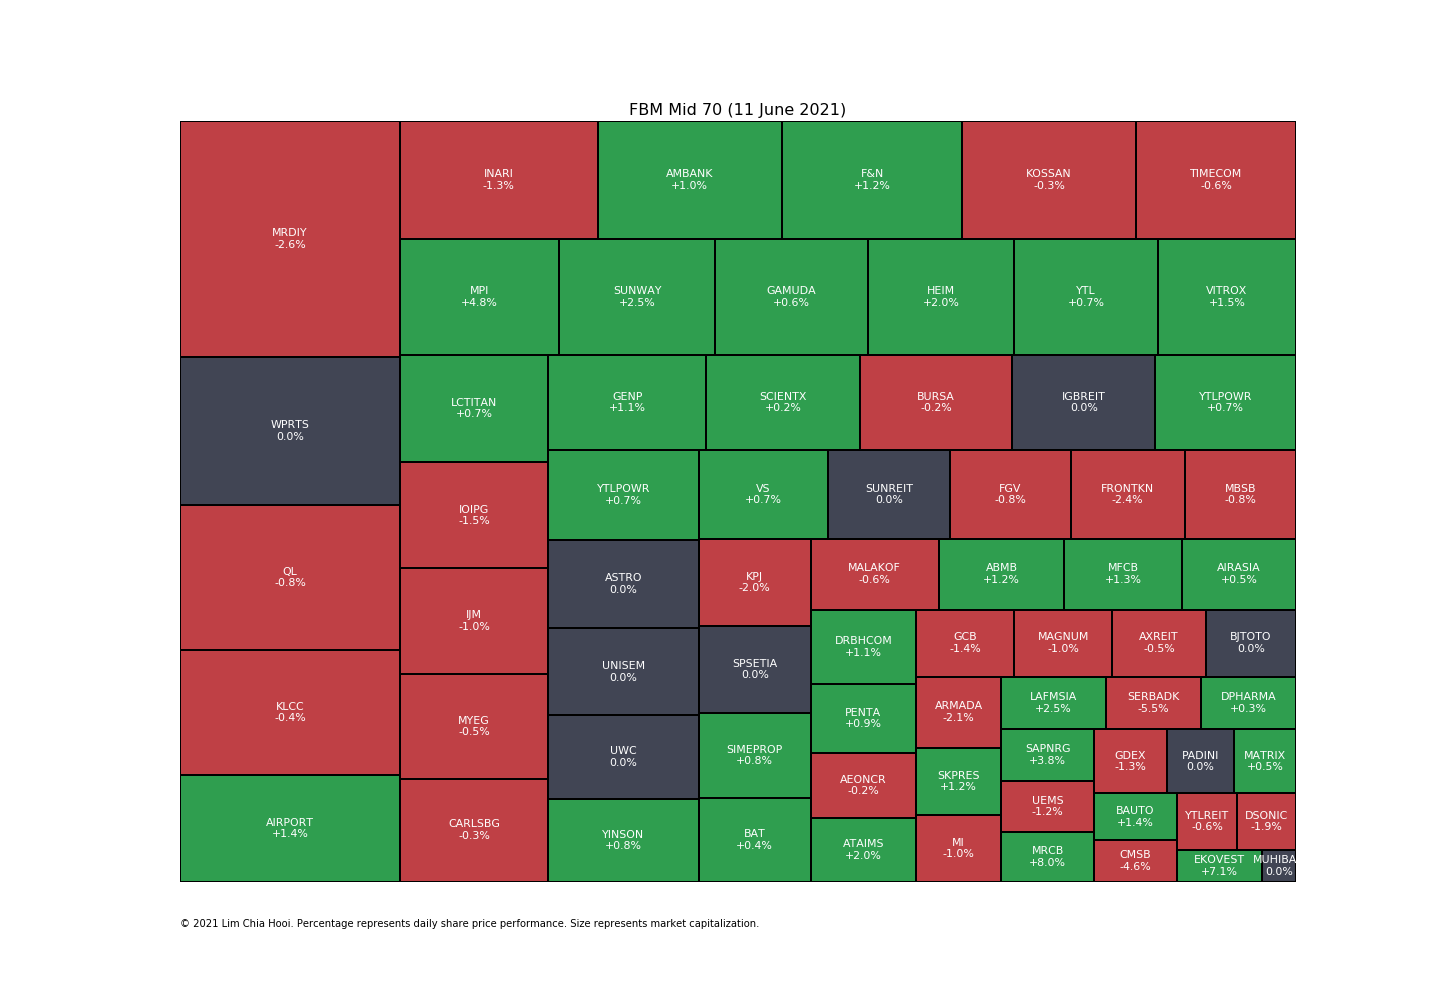 FBM Mid 70 (11 June 2021)
MRDIY
-2.6%
WPRTS
0.0%
QL
-0.8%
KLCC
-0.4%
AIRPORT
+1.4%
INARI
-1.3%
AMBANK
+1.0%
F&N
+1.2%
KOSSAN
-0.3%
TIMECOM
-0.6%
MPI
+4.8%
SUNWAY
+2.5%
GAMUDA
+0.6%
HEIM
+2.0%
YTL
+0.7%
VITROX
+1.5%
LCTITAN
+0.7%
IOIPG
-1.5%
IJM
-1.0%
MYEG
-0.5%
CARLSBG
-0.3%
GENP
+1.1%
SCIENTX
+0.2%
BURSA
-0.2%
IGBREIT
0.0%
YTLPOWR
+0.7%
YTLPOWR
+0.7%
ASTRO
0.0%
UNISEM
0.0%
UWC
0.0%
YINSON
+0.8%
VS
+0.7%
SUNREIT
0.0%
FGV
-0.8%
FRONTKN
-2.4%
MBSB
-0.8%
KPJ
-2.0%
SPSETIA
0.0%
SIMEPROP
+0.8%
BAT
+0.4%
MALAKOF
-0.6%
ABMB
+1.2%
MFCB
+1.3%
AIRASIA
+0.5%
DRBHCOM
+1.1%
PENTA
+0.9%
AEONCR
-0.2%
ATAIMS
+2.0%
GCB
-1.4%
MAGNUM
-1.0%
AXREIT
-0.5%
BJTOTO
0.0%
ARMADA
-2.1%
SKPRES
+1.2%
MI
-1.0%
LAFMSIA
+2.5%
SERBADK
-5.5%
DPHARMA
+0.3%
SAPNRG
+3.8%
UEMS
-1.2%
MRCB
+8.0%
GDEX
-1.3%
PADINI
0.0%
MATRIX
+0.5%
BAUTO
+1.4%
CMSB
-4.6%
YTLREIT
-0.6%
DSONIC
-1.9%
EKOVEST
+7.1%
MUHIBA
0.0%
© 2021 Lim Chia Hooi. Percentage represents daily share price performance. Size represents market capitalization.